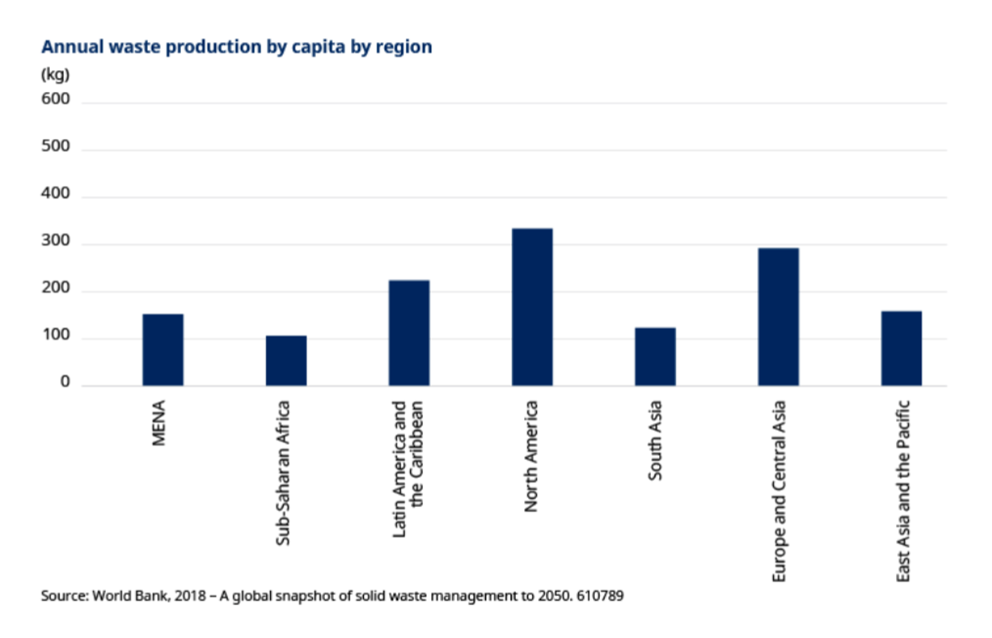 Annual waste production by capita by region
(kg)
600
500
400
300
200
100
0
MENA
Sub-Saharan Africa
Latin America and
the Caribbean
North America
South Asia
Europe and Central Asia
East Asia and the Pacific
Source: World Bank, 2018 – A global snapshot of solid waste management to 2050. 610789